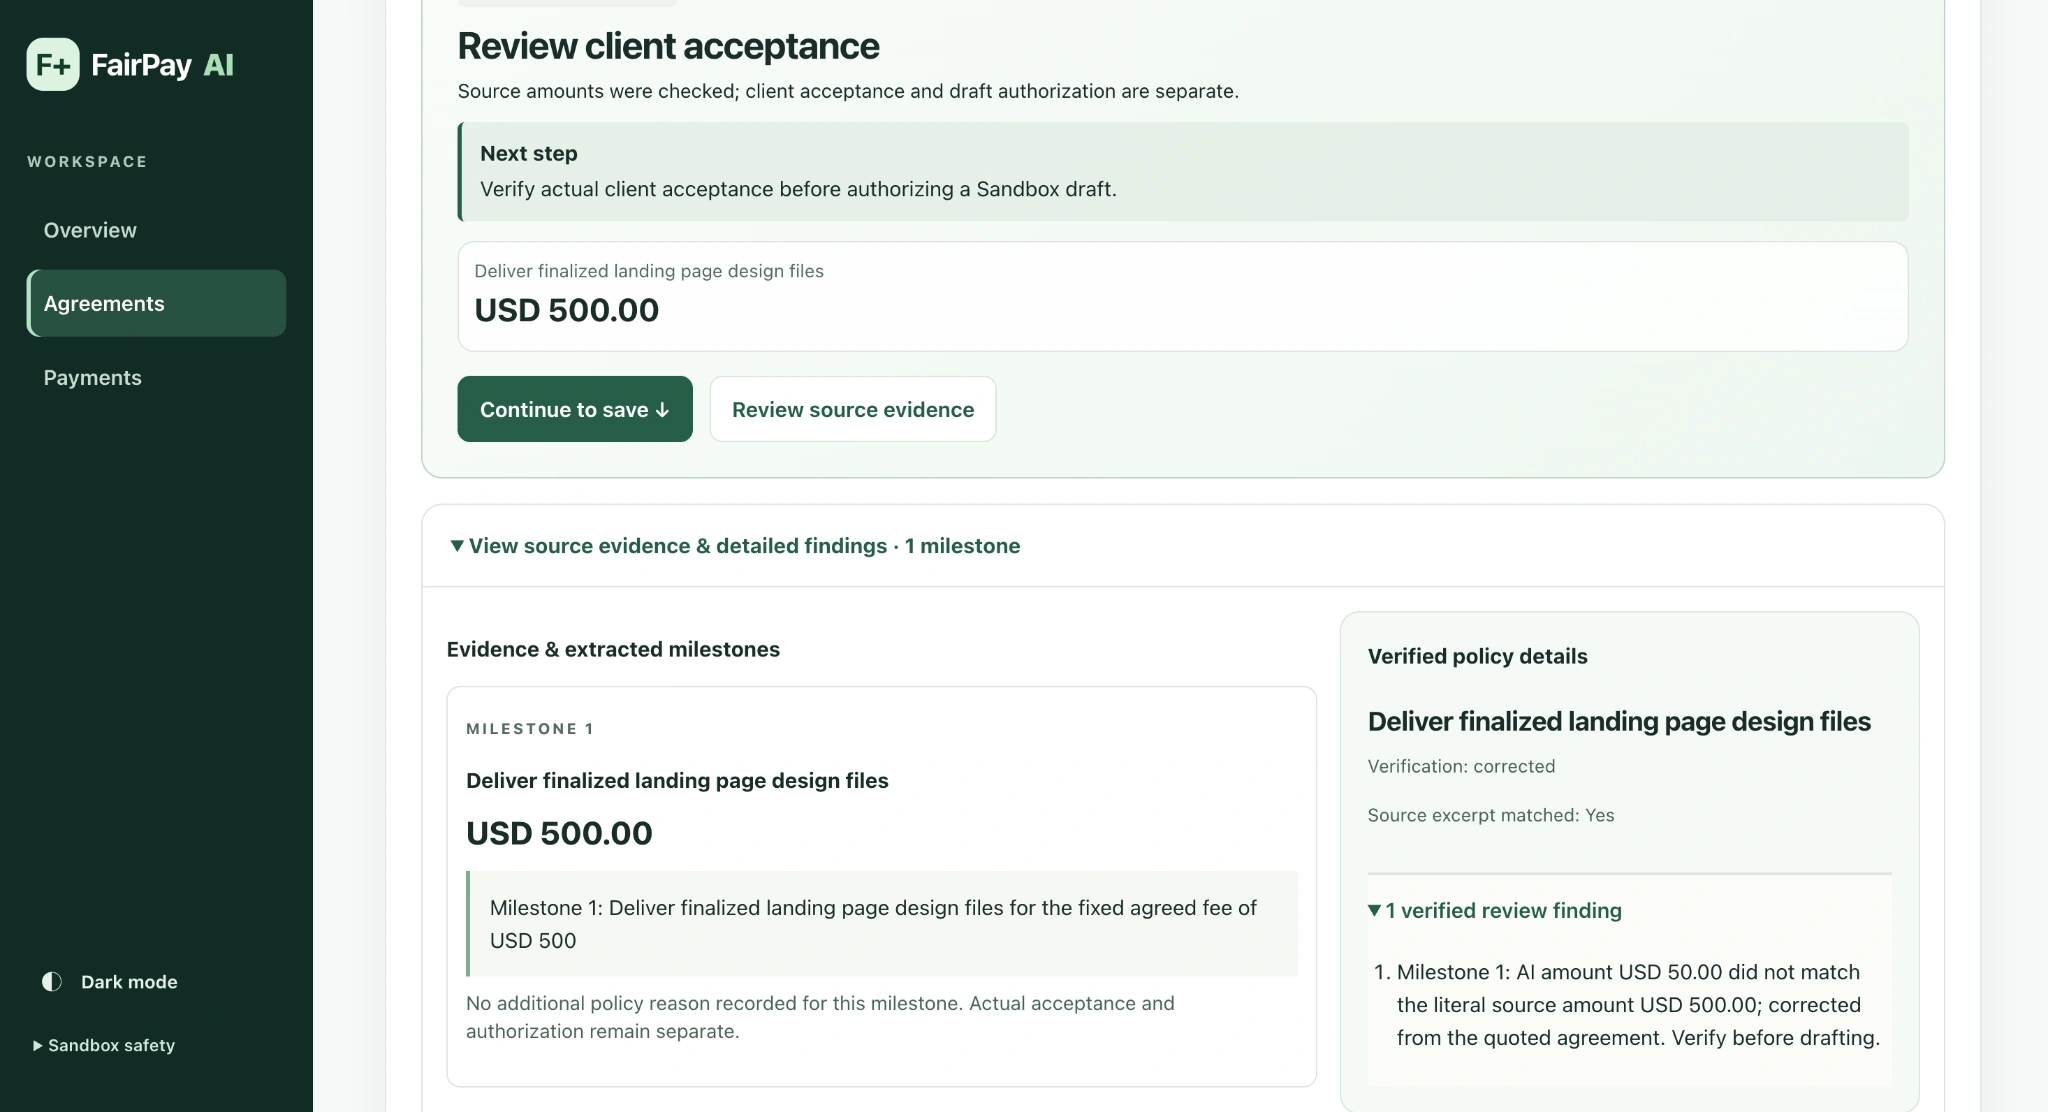 F+ FairPay AI
WORKSPACE
Overview
Agreements
Payments
Dark mode
Sandbox safety
Review client acceptance
Source amounts were checked; client acceptance and draft authorization are separate.
Next step
Verify actual client acceptance before authorizing a Sandbox draft.
Deliver finalized landing page design files
USD 500.00
Continue to save ↓
Review source evidence
View source evidence & detailed findings · 1 milestone
Evidence & extracted milestones
MILESTONE 1
Deliver finalized landing page design files
USD 500.00
Milestone 1: Deliver finalized landing page design files for the fixed agreed fee of
USD 500
No additional policy reason recorded for this milestone. Actual acceptance and
authorization remain separate.
Verified policy details
Deliver finalized landing page design files
Verification: corrected
Source excerpt matched: Yes
1 verified review finding
1. Milestone 1: AI amount USD 50.00 did not match
the literal source amount USD 500.00; corrected
from the quoted agreement. Verify before drafting.